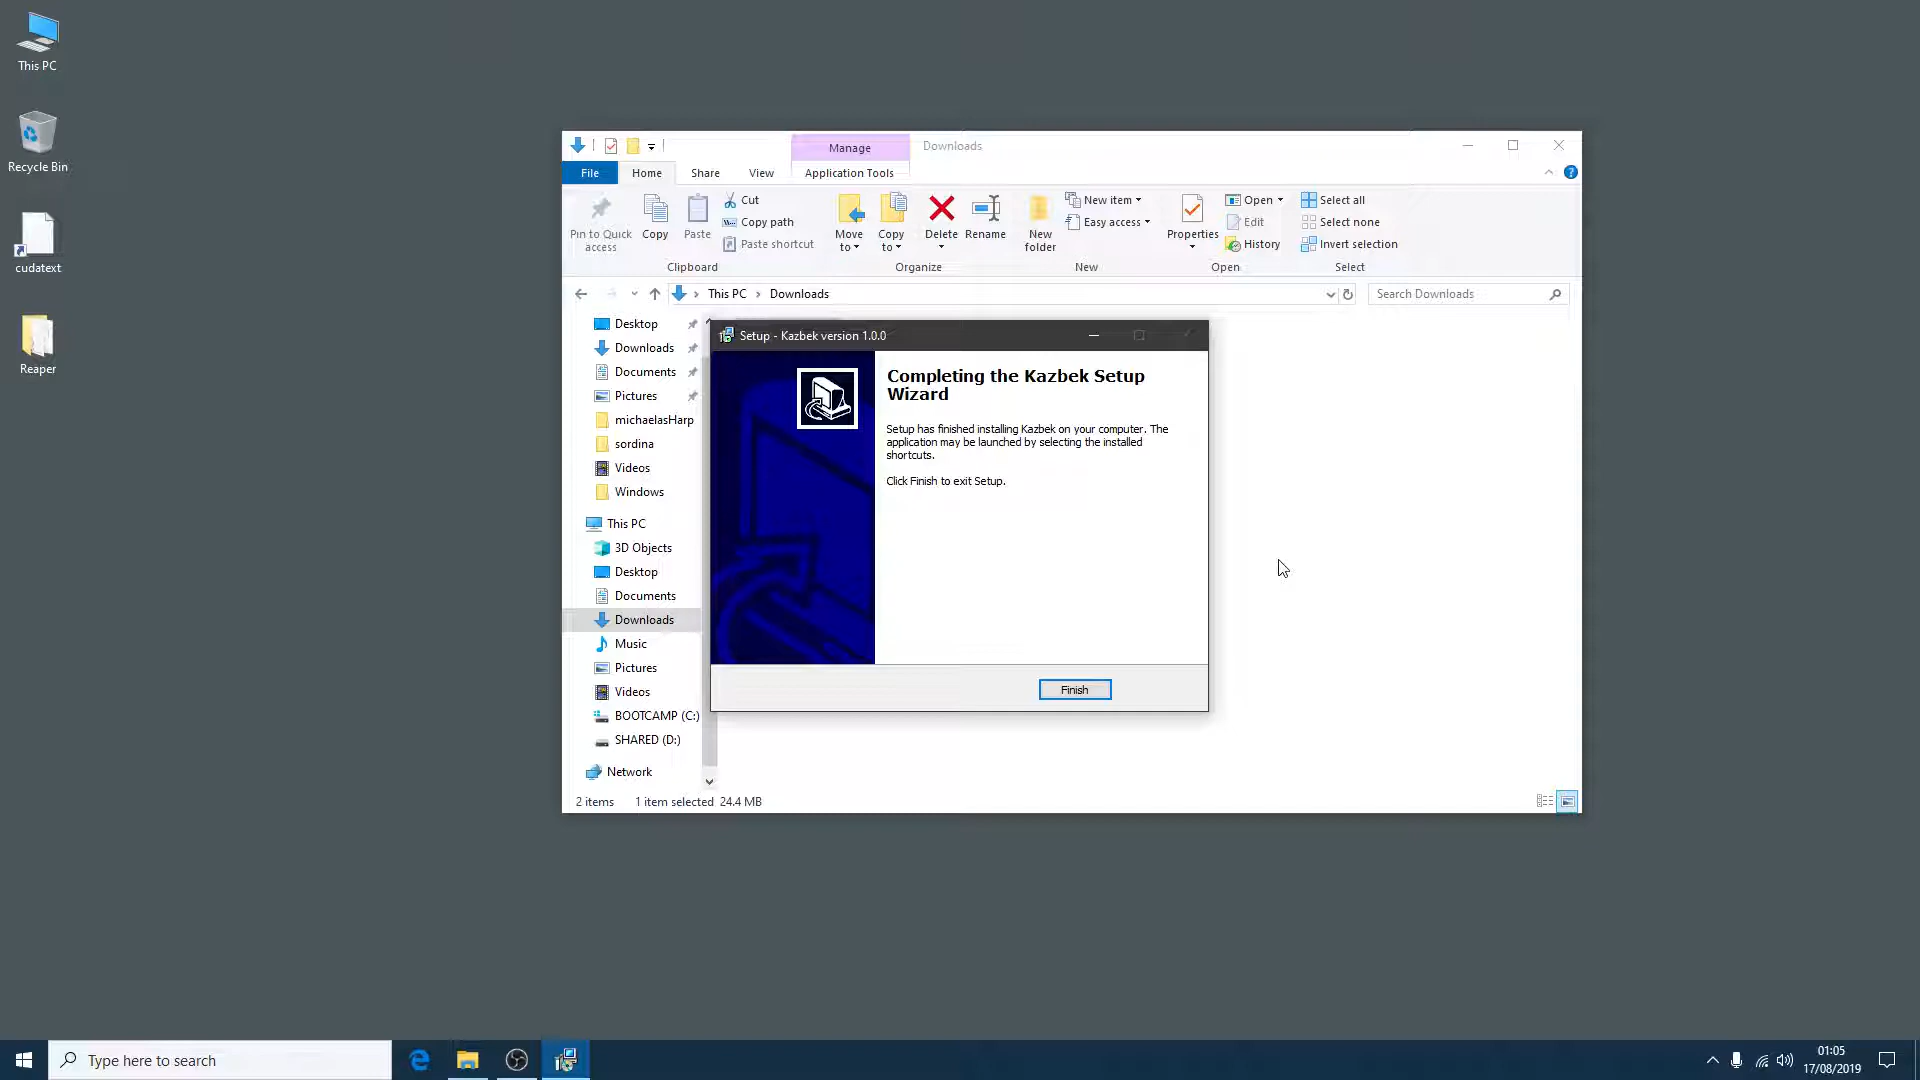 This PC
Recycle Bin
cudatext
Reaper
Manage
Downloads
File
Home
Share
View
Application Tools
Pin to Quick
access
Copy
Paste
Cut
Copy path
Paste shortcut
Clipboard
Move
to
Copy
to
Delete
Rename
Organize
New
folder
New item
Easy access
New
Properties
Open
Edit
History
Open
Select all
Select none
Invert selection
Select
This PC
Downloads
Search Downloads
Desktop
Downloads
Documents
Pictures
michaelasHarp
sordina
Videos
Windows
This PC
3D Objects
Desktop
Documents
Downloads
Music
Pictures
Videos
BOOTCAMP (C:)
SHARED (D:)
Network
Setup - Kazbek version 1.0.0
Completing the Kazbek Setup
Wizard
Setup has finished installing Kazbek on your computer. The
application may be launched by selecting the installed
shortcuts.
Click Finish to exit Setup.
Finish
2 items
1 item selected 24.4 MB
Type here to search
01:05
17/08/2019